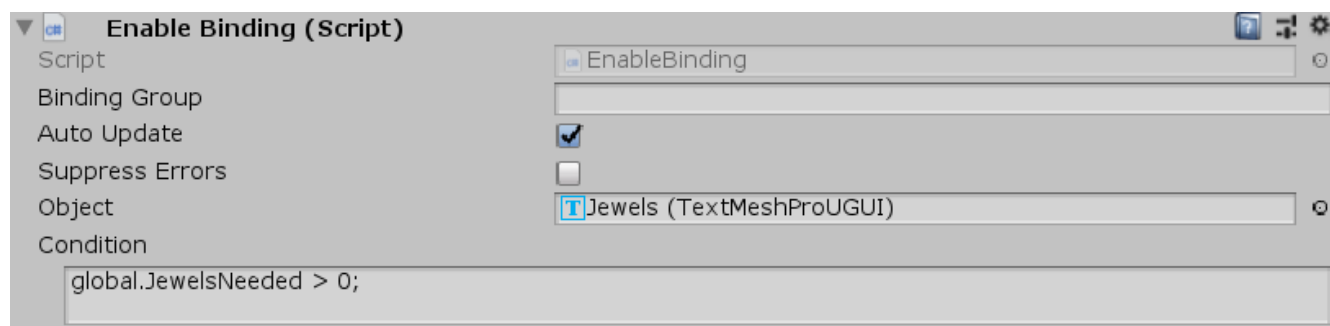 Enable Binding (Script)
Script EnableBinding
Binding Group
Auto Update
Suppress Errors
Object Jewels (TextMeshProUGUI)
Condition
global.JewelsNeeded > 0;